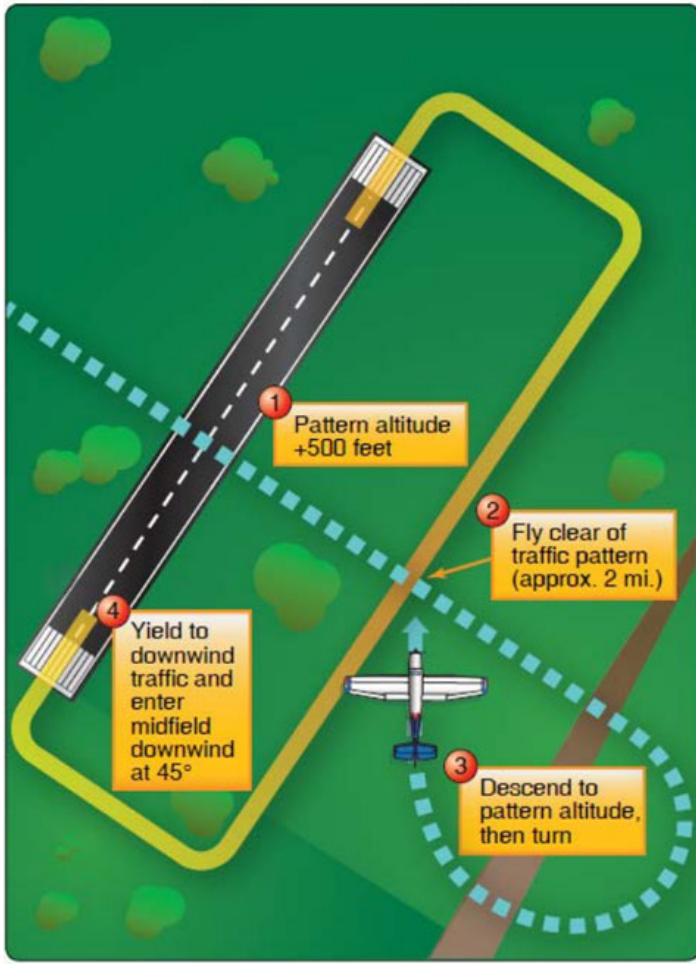 1
Pattern altitude
+500 feet
2
Fly clear of
traffic pattern
(approx. 2 mi.)
3
Descend to
pattern altitude,
then turn
4
Yield to
downwind
traffic and
enter
midfield
downwind
at 45°